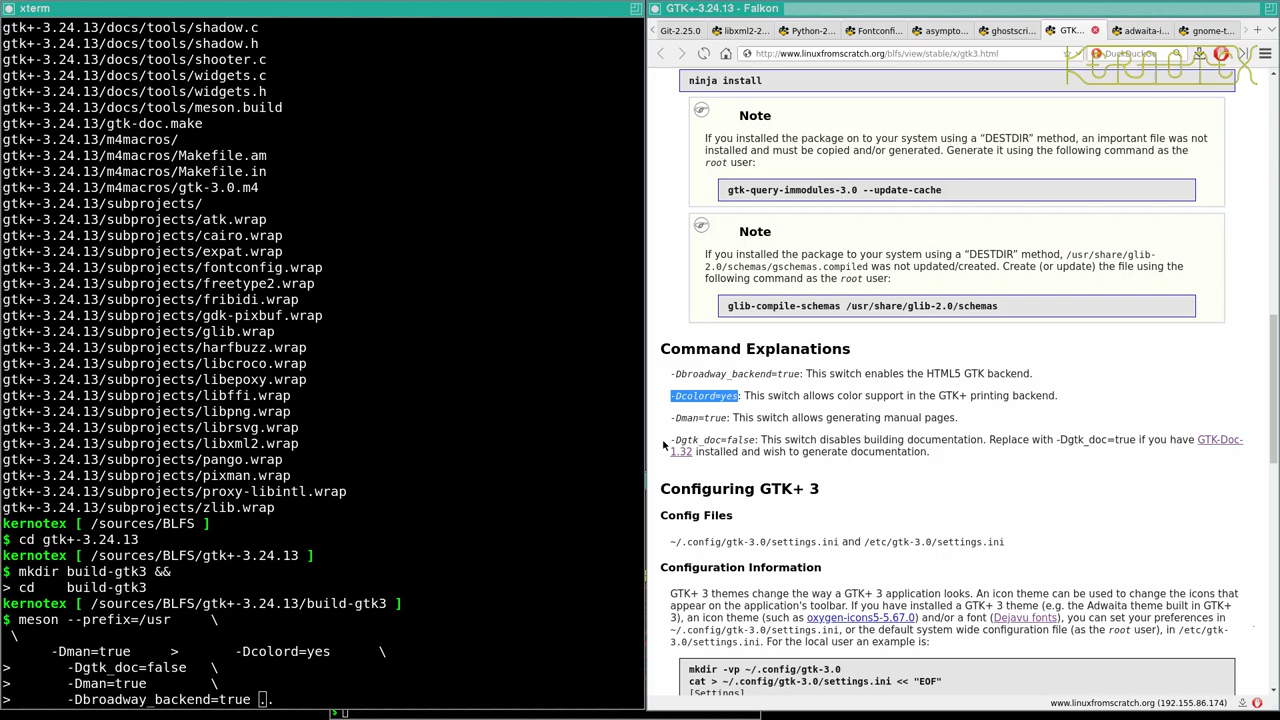 xterm
gtk+-3.24.13/docs/tools/shadow.c
gtk+-3.24.13/docs/tools/shadow.h
gtk+-3.24.13/docs/tools/shooter.c
gtk+-3.24.13/docs/tools/widgets.c
gtk+-3.24.13/docs/tools/widgets.h
gtk+-3.24.13/docs/tools/meson.build
gtk+-3.24.13/gtk-doc.make
gtk+-3.24.13/m4macros/
gtk+-3.24.13/m4macros/Makefile.am
gtk+-3.24.13/m4macros/Makefile.in
gtk+-3.24.13/m4macros/gtk-3.0.m4
gtk+-3.24.13/subprojects/
gtk+-3.24.13/subprojects/atk.wrap
gtk+-3.24.13/subprojects/cairo.wrap
gtk+-3.24.13/subprojects/expat.wrap
gtk+-3.24.13/subprojects/fontconfig.wrap
gtk+-3.24.13/subprojects/freetype2.wrap
gtk+-3.24.13/subprojects/fribidi.wrap
gtk+-3.24.13/subprojects/gdk-pixbuf.wrap
gtk+-3.24.13/subprojects/glib.wrap
gtk+-3.24.13/subprojects/harfbuzz.wrap
gtk+-3.24.13/subprojects/libcroco.wrap
gtk+-3.24.13/subprojects/libepoxy.wrap
gtk+-3.24.13/subprojects/libffi.wrap
gtk+-3.24.13/subprojects/libpng.wrap
gtk+-3.24.13/subprojects/librsvg.wrap
gtk+-3.24.13/subprojects/libxml2.wrap
gtk+-3.24.13/subprojects/pango.wrap
gtk+-3.24.13/subprojects/pixman.wrap
gtk+-3.24.13/subprojects/proxy-libintl.wrap
gtk+-3.24.13/subprojects/zlib.wrap
kernotex [ /sources/BLFS ]
$ cd gtk+-3.24.13
kernotex [ /sources/BLFS/gtk+-3.24.13 ]
$ mkdir build-gtk3 &&
> cd    build-gtk3
kernotex [ /sources/BLFS/gtk+-3.24.13/build-gtk3 ]
$ meson --prefix=/usr     \
 \
      -Dman=true     >       -Dcolord=yes      \
>       -Dgtk_doc=false   \
>       -Dman=true        \
>       -Dbroadway_backend=true ..
$
GTK+-3.24.13 - Falkon
Git-2.25.0
libxml2-2...
Python-2...
Fontconfi...
asympto...
ghostscri...
GTK...
adwaita-i...
gnome-t...
http://www.linuxfromscratch.org/blfs/view/stable/x/gtk3.html
DuckDuckGo
KERNOTEX
ninja install
Note
If you installed the package on to your system using a “DESTDIR” method, an important file was not
installed and must be copied and/or generated. Generate it using the following command as the
root user:
gtk-query-immodules-3.0 --update-cache
Note
If you installed the package to your system using a “DESTDIR” method, /usr/share/glib-
2.0/schemas/gschemas.compiled was not updated/created. Create (or update) the file using the
following command as the root user:
glib-compile-schemas /usr/share/glib-2.0/schemas
Command Explanations
-Dbroadway_backend=true: This switch enables the HTML5 GTK backend.
-Dcolord=yes: This switch allows color support in the GTK+ printing backend.
-Dman=true: This switch allows generating manual pages.
-Dgtk_doc=false: This switch disables building documentation. Replace with -Dgtk_doc=true if you have GTK-Doc-
1.32 installed and wish to generate documentation.
Configuring GTK+ 3
Config Files
~/.config/gtk-3.0/settings.ini and /etc/gtk-3.0/settings.ini
Configuration Information
GTK+ 3 themes change the way a GTK+ 3 application looks. An icon theme can be used to change the icons that
appear on the application's toolbar. If you have installed a GTK+ 3 theme (e.g. the Adwaita theme built in GTK+
3), an icon theme (such as oxygen-icons5-5.67.0) and/or a font (Dejavu fonts), you can set your preferences in
~/.config/gtk-3.0/settings.ini, or the default system wide configuration file (as the root user), in /etc/gtk-
3.0/settings.ini. For the local user an example is:
mkdir -vp ~/.config/gtk-3.0
cat > ~/.config/gtk-3.0/settings.ini << "EOF"
[Settings]
www.linuxfromscratch.org (192.155.86.174)